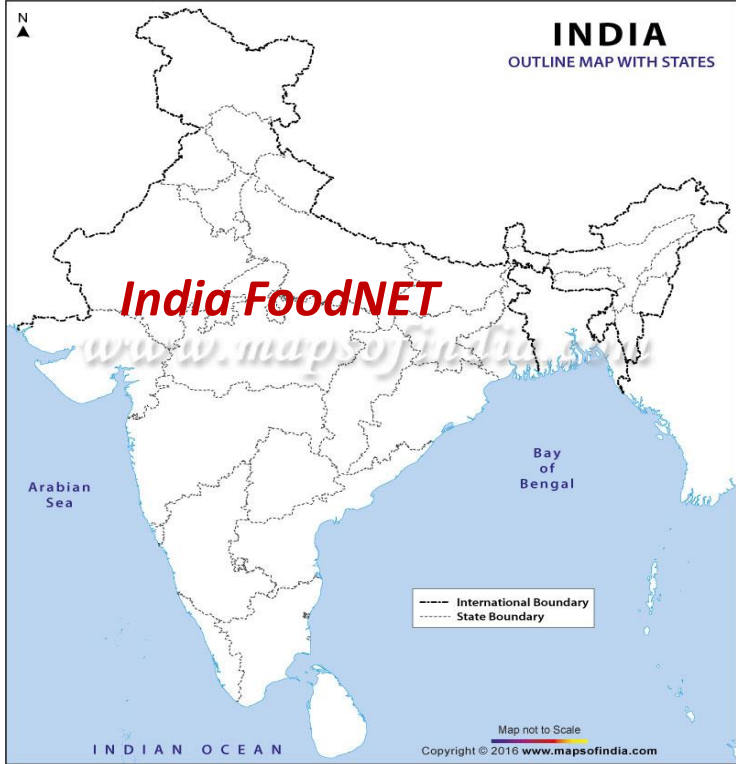 N
INDIA
OUTLINE MAP WITH STATES
India FoodNET
www.mapsofindia.com
Bay
of
Bengal
Arabian
Sea
International Boundary
State Boundary
Map not to Scale
INDIAN OCEAN
Copyright © 2016 www.mapsofindia.com